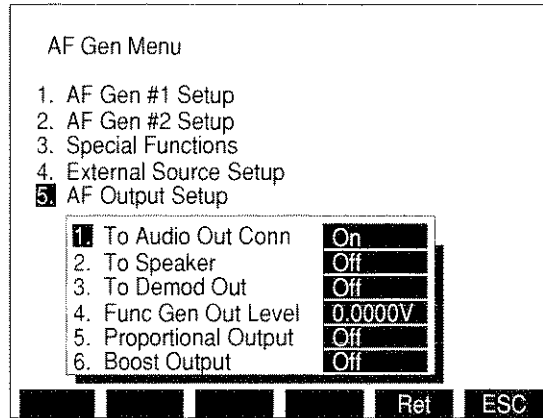 AF Gen Menu
1. AF Gen #1 Setup
2. AF Gen #2 Setup
3. Special Functions
4. External Source Setup
5. AF Output Setup
1. To Audio Out Conn On
2. To Speaker Off
3. To Demod Out Off
4. Func Gen Out Level 0.0000V
5. Proportional Output Off
6. Boost Output Off
Ret ESC